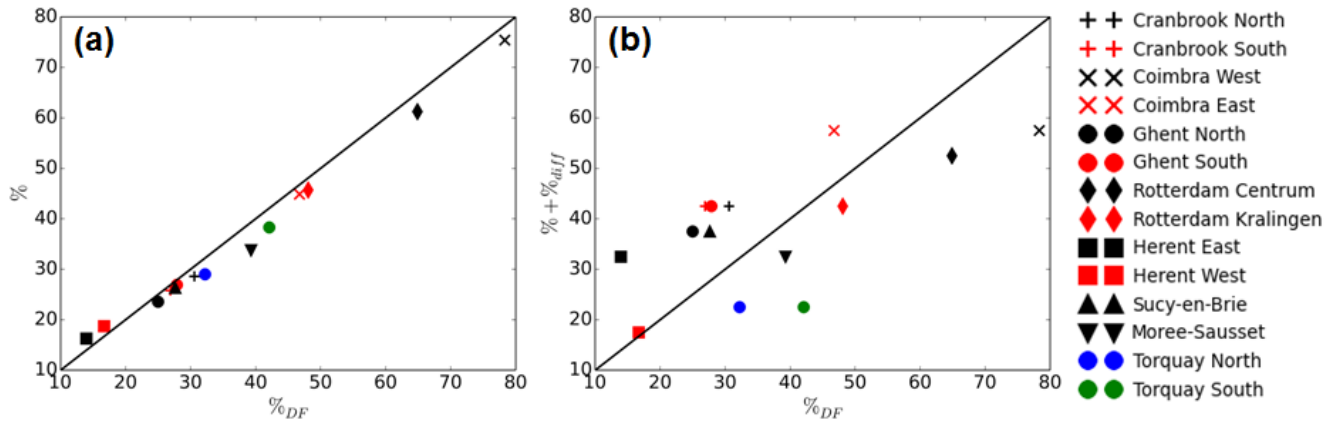 (a)
80
70
60
50
40
30
20
10
%
10 20 30 40 50 60 70 80
%DF
(b)
80
70
60
50
40
30
20
10
% + %diff
10 20 30 40 50 60 70 80
%DF
Cranbrook North
Cranbrook South
Coimbra West
Coimbra East
Ghent North
Ghent South
Rotterdam Centrum
Rotterdam Kralingen
Herent East
Herent West
Sucy-en-Brie
Moree-Sausset
Torquay North
Torquay South